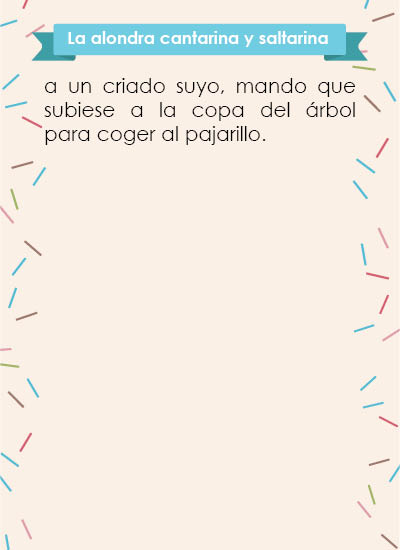 La alondra cantarina y saltarina
a un criado suyo, mando que
subiese a la copa del árbol
para coger al pajarillo.